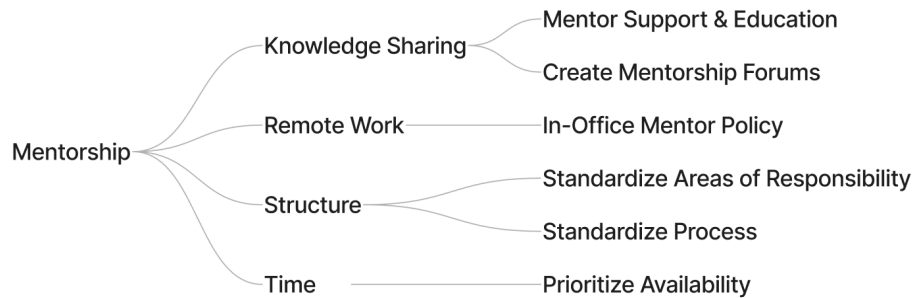 Mentorship
Knowledge Sharing
Mentor Support & Education
Create Mentorship Forums
Remote Work
In-Office Mentor Policy
Structure
Standardize Areas of Responsibility
Standardize Process
Time
Prioritize Availability